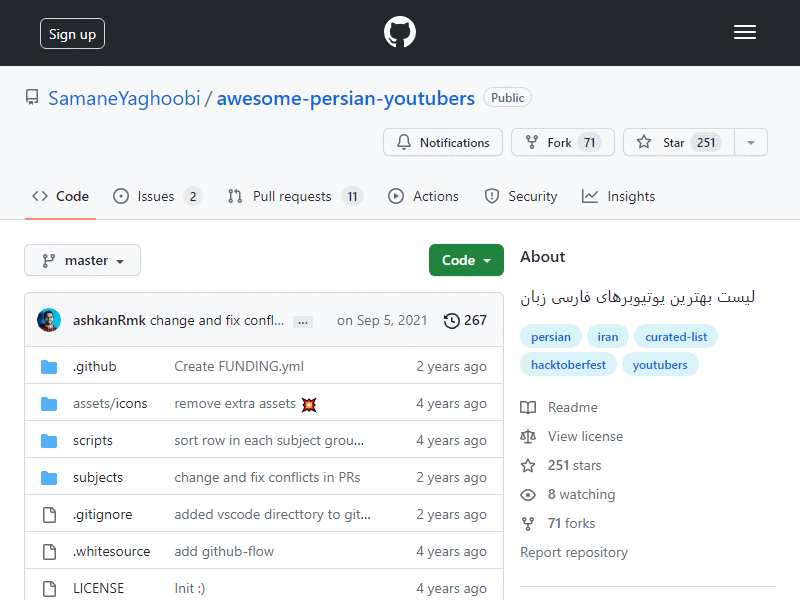 Sign up
SamaneYaghoobi / awesome-persian-youtubers Public
Notifications Fork 71 Star 251
Code Issues 2 Pull requests 11 Actions Security Insights
master Code
ashkanRmk change and fix confl... ... on Sep 5, 2021 267
.github Create FUNDING.yml 2 years ago
assets/icons remove extra assets 💥 4 years ago
scripts sort row in each subject grou... 4 years ago
subjects change and fix conflicts in PRs 2 years ago
.gitignore added vscode directtory to git... 2 years ago
.whitesource add github-flow 4 years ago
LICENSE Init :) 4 years ago
About
لیست بهترین یوتیوبرهای فارسی زبان
persian iran curated-list
hacktoberfest youtubers
Readme
View license
251 stars
8 watching
71 forks
Report repository